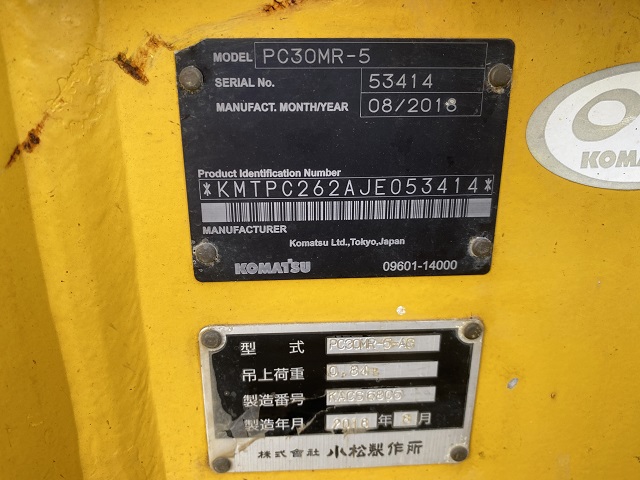 MODEL PC30MR-5
SERIAL No. 53414
MANUFACT. MONTH/YEAR 08/2018
Product Identification Number
*KMTPC262AJE053414*
MANUFACTURER
Komatsu Ltd.,Tokyo,Japan
KOMATSU 09601-14000
型式 PC30MR-5-AG
吊上荷重
製造番号
製造年月 年 月
株式会社 小松製作所